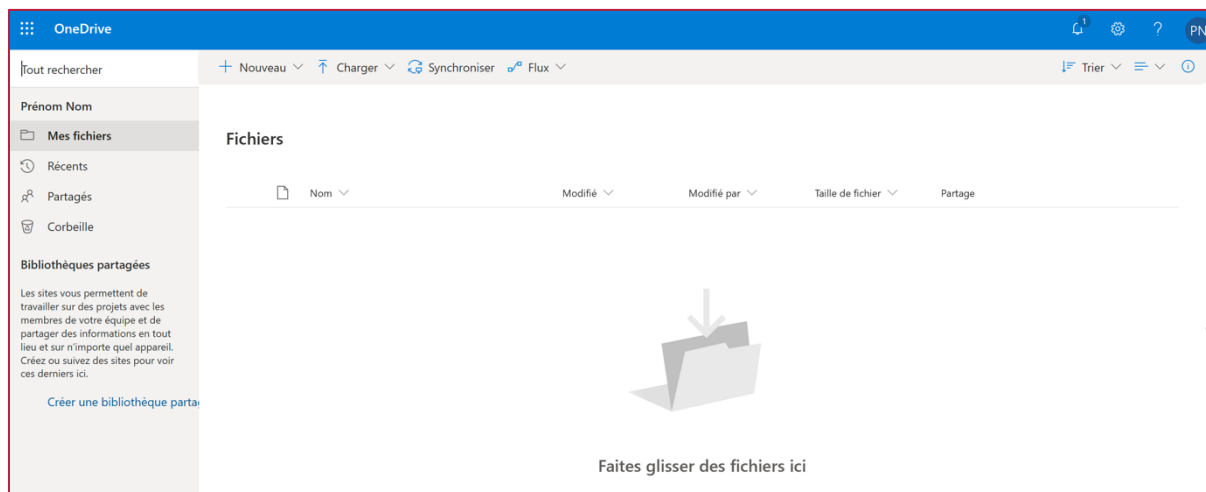 OneDrive
1
?
PN
Tout rechercher
+ Nouveau
Charger
Synchroniser
Flux
Trier
Prénom Nom
Mes fichiers
Récents
Partagés
Corbeille
Bibliothèques partagées
Les sites vous permettent de
travailler sur des projets avec les
membres de votre équipe et de
partager des informations en tout
lieu et sur n'importe quel appareil.
Créez ou suivez des sites pour voir
ces derniers ici.
Créer une bibliothèque parta
Fichiers
Nom
Modifié
Modifié par
Taille de fichier
Partage
Faites glisser des fichiers ici